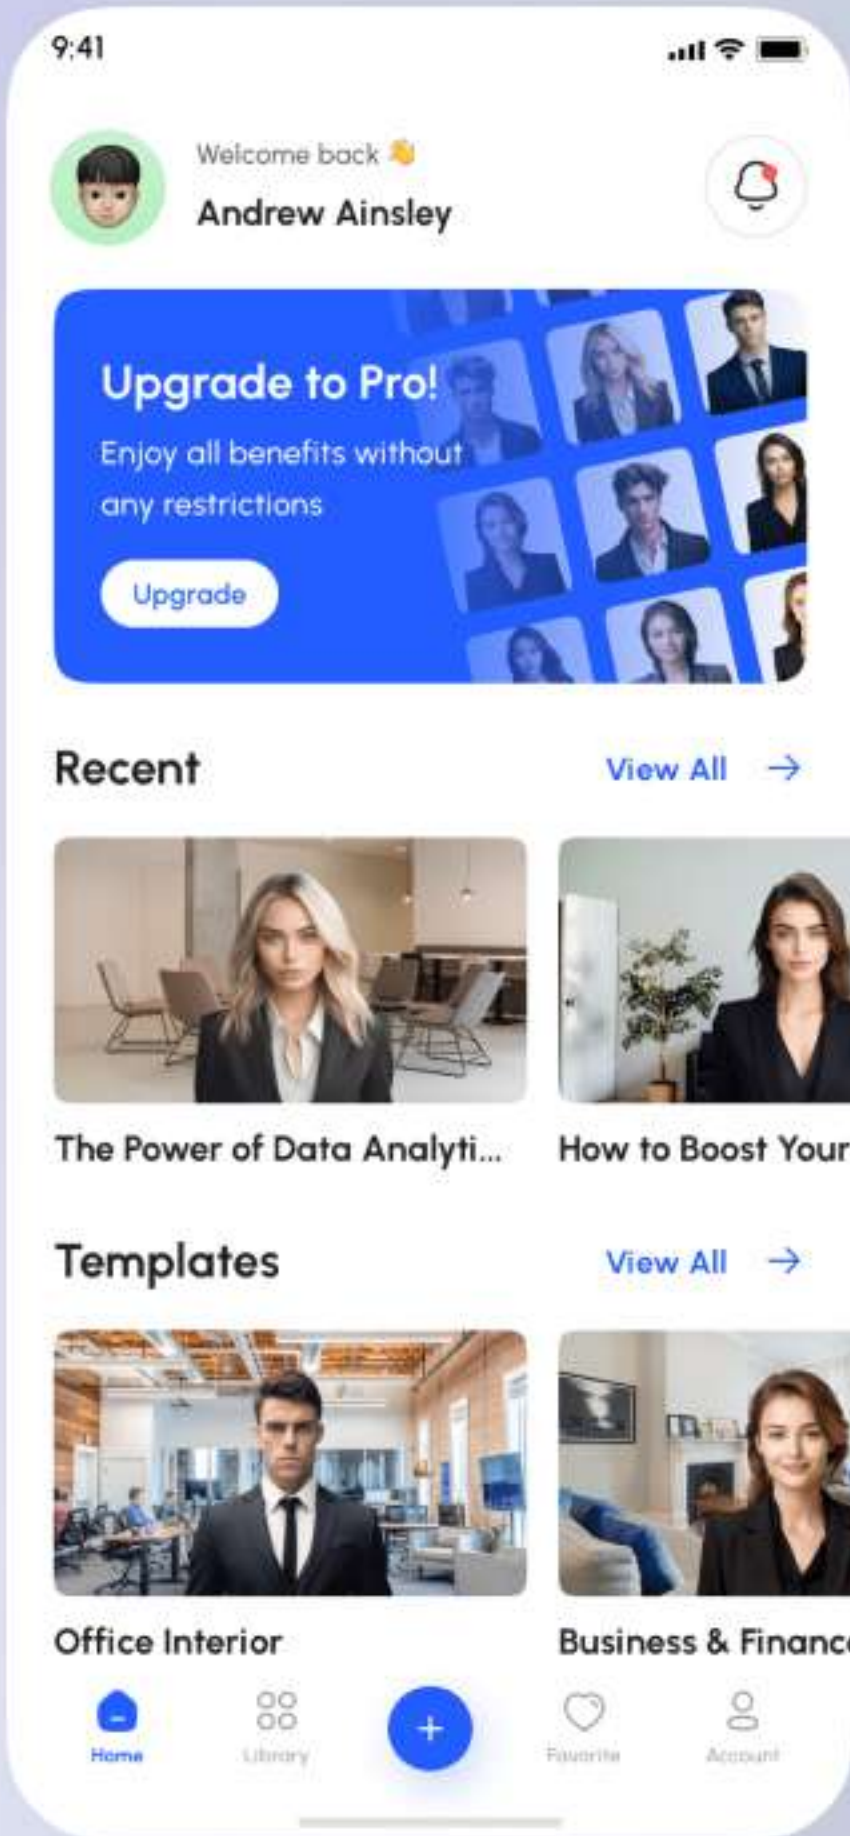 9:41
Welcome back 👋
Andrew Ainsley
Upgrade to Pro!
Enjoy all benefits without
any restrictions
Upgrade
Recent
View All →
The Power of Data Analyti...
How to Boost Your
Templates
View All →
Office Interior
Business & Financ
Home
Library
Favorite
Account